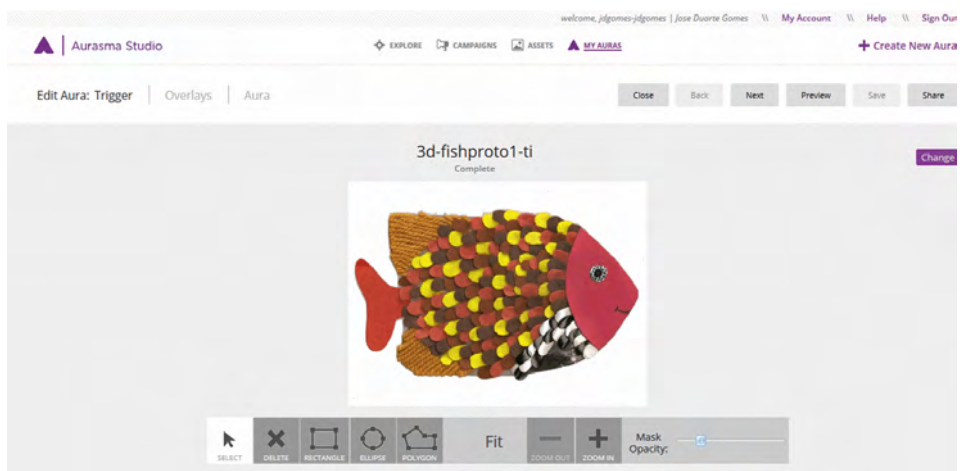 welcome, jdgomes-jdgomes | Jose Duarte Gomes \\ My Account \\ Help \\ Sign Our
Aurasma Studio EXPLORE CAMPAIGNS ASSETS MY AURAS + Create New Aura
Edit Aura: Trigger | Overlays | Aura Close Back Next Preview Save Share
3d-fishproto1-ti
Complete
Change
Fit
Mask
Opacity:
SELECT DELETE RECTANGLE ELLIPSE POLYGON ZOOM OUT ZOOM IN